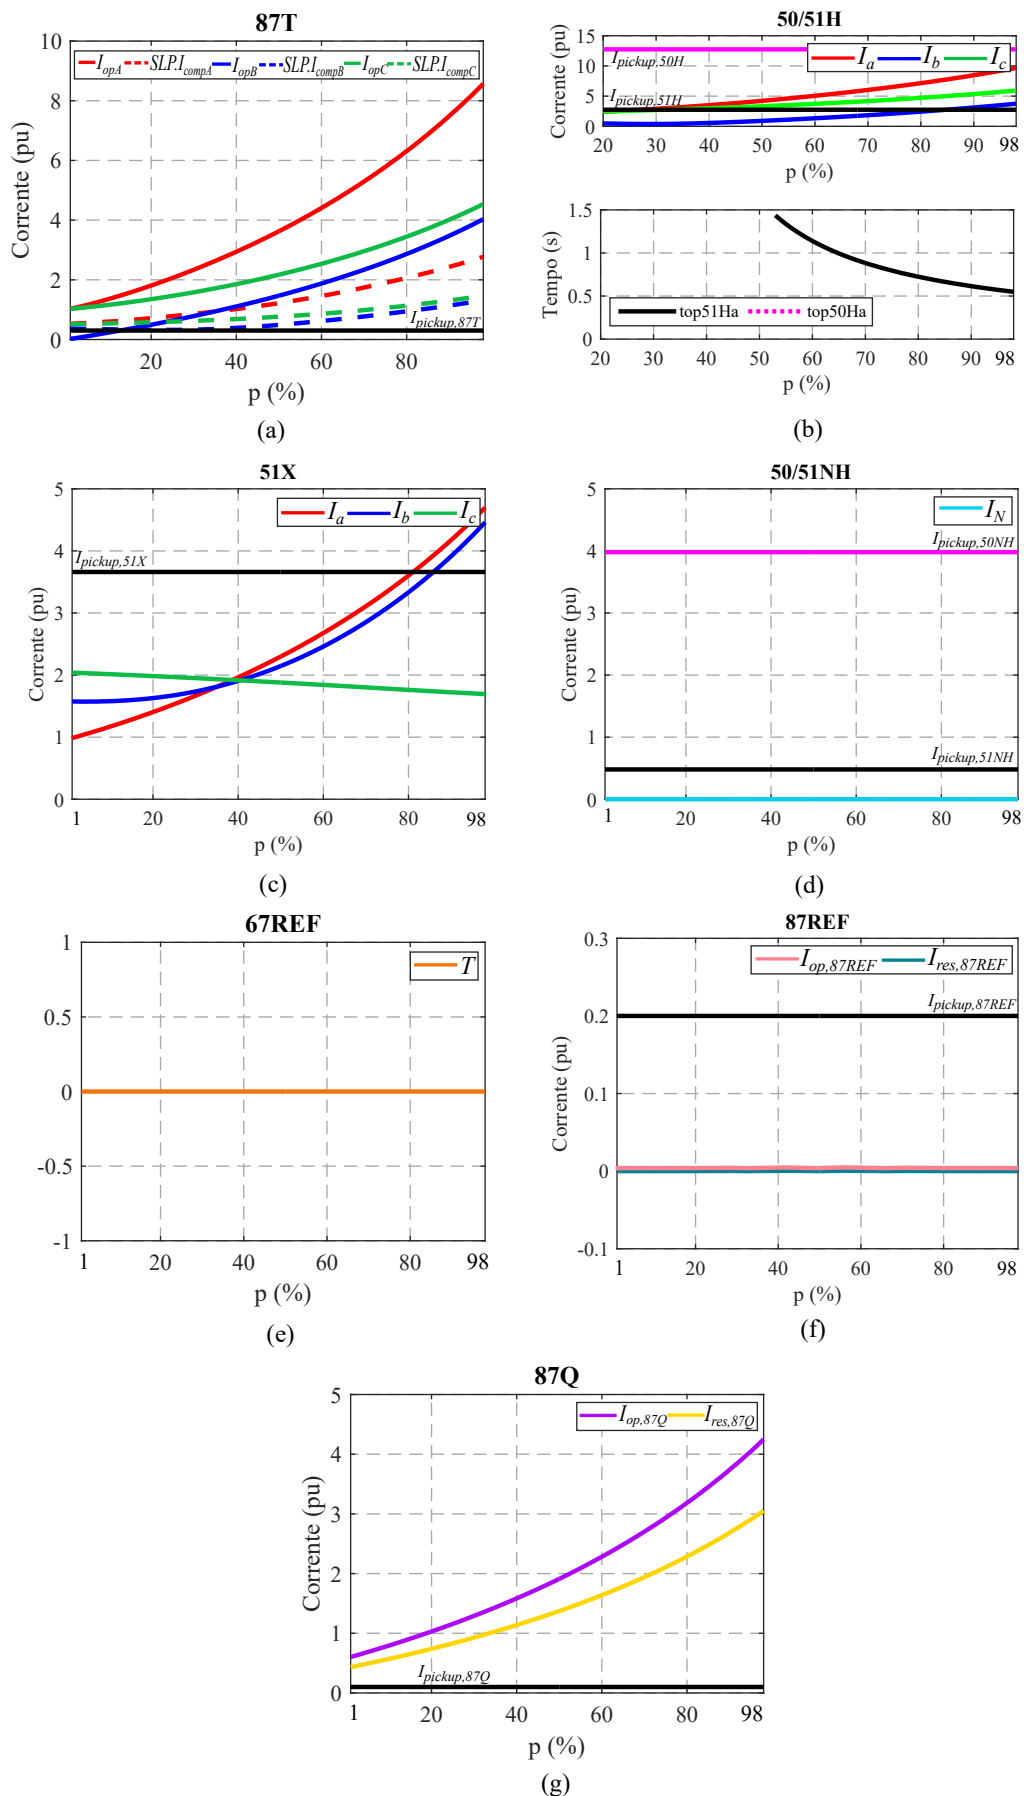 87T
10
8
6
4
2
0
Corrente (pu)
I_opA SLP.I_compA I_opB SLP.I_compB I_opC SLP.I_compC
I_pickup,87T
20 40 60 80
p (%)
(a)
50/51H
15
10
5
0
Corrente (pu)
I_pickup,50H
I_a I_b I_c
I_pickup,51H
20 30 40 50 60 70 80 90 98
p (%)
1.5
1
0.5
0
Tempo (s)
top51Ha top50Ha
20 30 40 50 60 70 80 90 98
p (%)
(b)
51X
5
4
3
2
1
0
Corrente (pu)
I_a I_b I_c
I_pickup,51X
1 20 40 60 80 98
p (%)
(c)
50/51NH
5
4
3
2
1
0
Corrente (pu)
I_N
I_pickup,50NH
I_pickup,51NH
1 20 40 60 80 98
p (%)
(d)
67REF
1
0.5
0
-0.5
-1
T
1 20 40 60 80 98
p (%)
(e)
87REF
0.3
0.2
0.1
0
-0.1
Corrente (pu)
I_op,87REF I_res,87REF
I_pickup,87REF
1 20 40 60 80 98
p (%)
(f)
87Q
5
4
3
2
1
0
Corrente (pu)
I_op,87Q I_res,87Q
I_pickup,87Q
1 20 40 60 80 98
p (%)
(g)